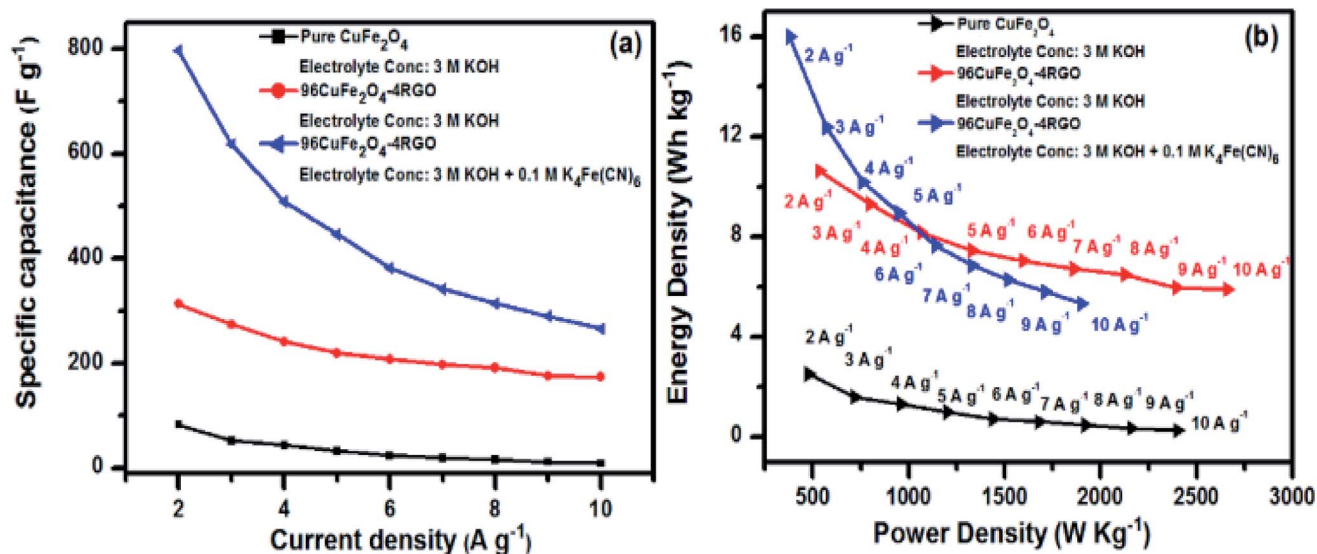 (a)
Pure CuFe₂O₄
Electrolyte Conc: 3 M KOH
96CuFe₂O₄-4RGO
Electrolyte Conc: 3 M KOH
96CuFe₂O₄-4RGO
Electrolyte Conc: 3 M KOH + 0.1 M K₄Fe(CN)₆
Specific capacitance (F g⁻¹)
800
600
400
200
0
2 4 6 8 10
Current density (A g⁻¹)
(b)
Pure CuFe₂O₄
Electrolyte Conc: 3 M KOH
96CuFe₂O₄-4RGO
Electrolyte Conc: 3 M KOH
96CuFe₂O₄-4RGO
Electrolyte Conc: 3 M KOH + 0.1 M K₄Fe(CN)₆
Energy Density (Wh kg⁻¹)
16
12
8
4
0
2 A g⁻¹
3 A g⁻¹
4 A g⁻¹
5 A g⁻¹
6 A g⁻¹
7 A g⁻¹
8 A g⁻¹
9 A g⁻¹
10 A g⁻¹
2 A g⁻¹
3 A g⁻¹
4 A g⁻¹
5 A g⁻¹
6 A g⁻¹
7 A g⁻¹
8 A g⁻¹
9 A g⁻¹
10 A g⁻¹
2 A g⁻¹
3 A g⁻¹
4 A g⁻¹
5 A g⁻¹
6 A g⁻¹
7 A g⁻¹
8 A g⁻¹
9 A g⁻¹
10 A g⁻¹
500 1000 1500 2000 2500 3000
Power Density (W Kg⁻¹)